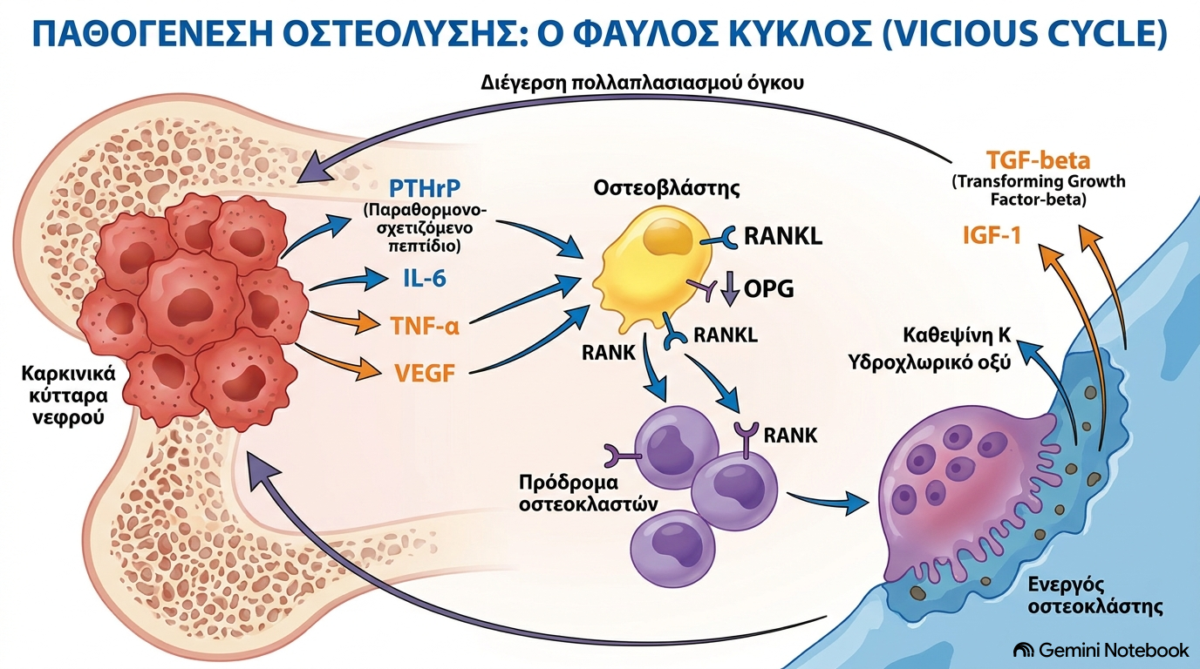 ΠΑΘΟΓΕΝΕΣΗ ΟΣΤΕΟΛΥΣΗΣ: Ο ΦΑΥΛΟΣ ΚΥΚΛΟΣ (VICIOUS CYCLE)
Διέγερση πολλαπλασιασμού όγκου
Καρκινικά
κύτταρα
νεφρού
PTHrP
(Παραθορμονο-
σχετιζόμενο
πεπτίδιο)
IL-6
TNF-α
VEGF
Οστεοβλάστης
RANKL
OPG
RANKL
RANK
RANK
Πρόδρομα
οστεοκλαστών
TGF-beta
(Transforming Growth
Factor-beta)
IGF-1
Καθεψίνη Κ
Υδροχλωρικό οξύ
Ενεργός
οστεοκλάστης
Gemini Notebook